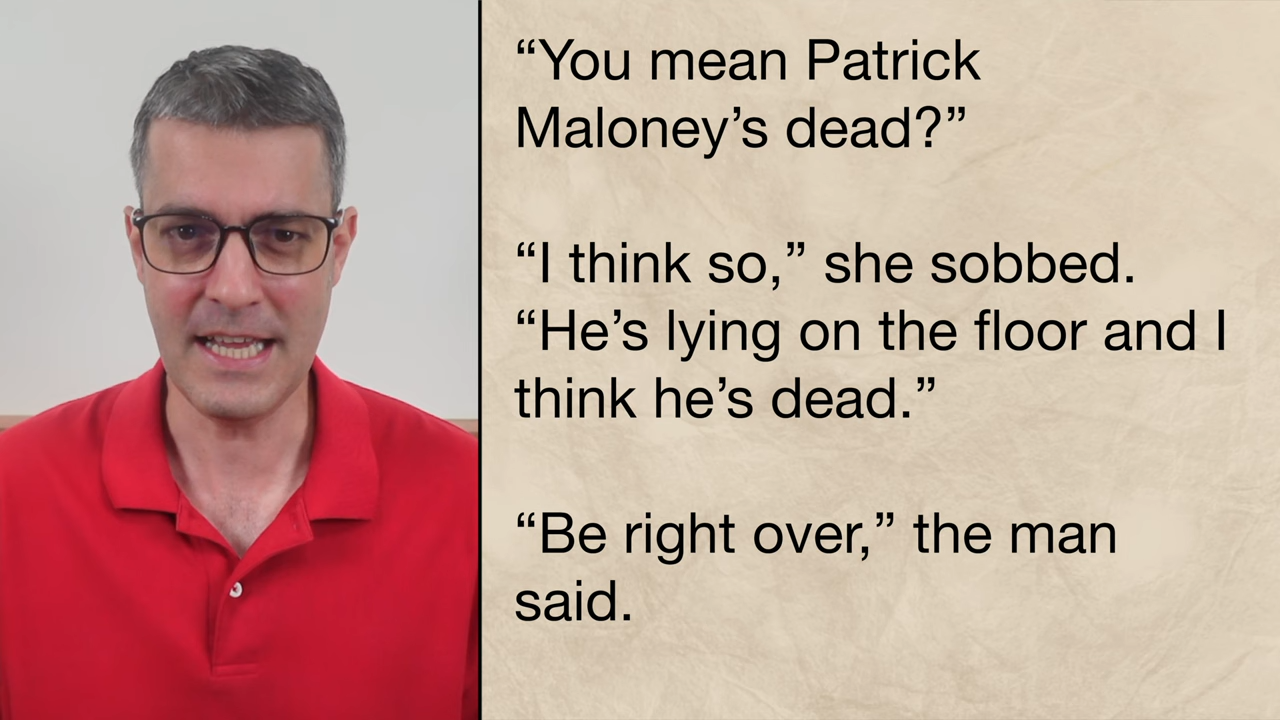 “You mean Patrick
Maloney’s dead?”
“I think so,” she sobbed.
“He’s lying on the floor and I
think he’s dead.”
“Be right over,” the man
said.